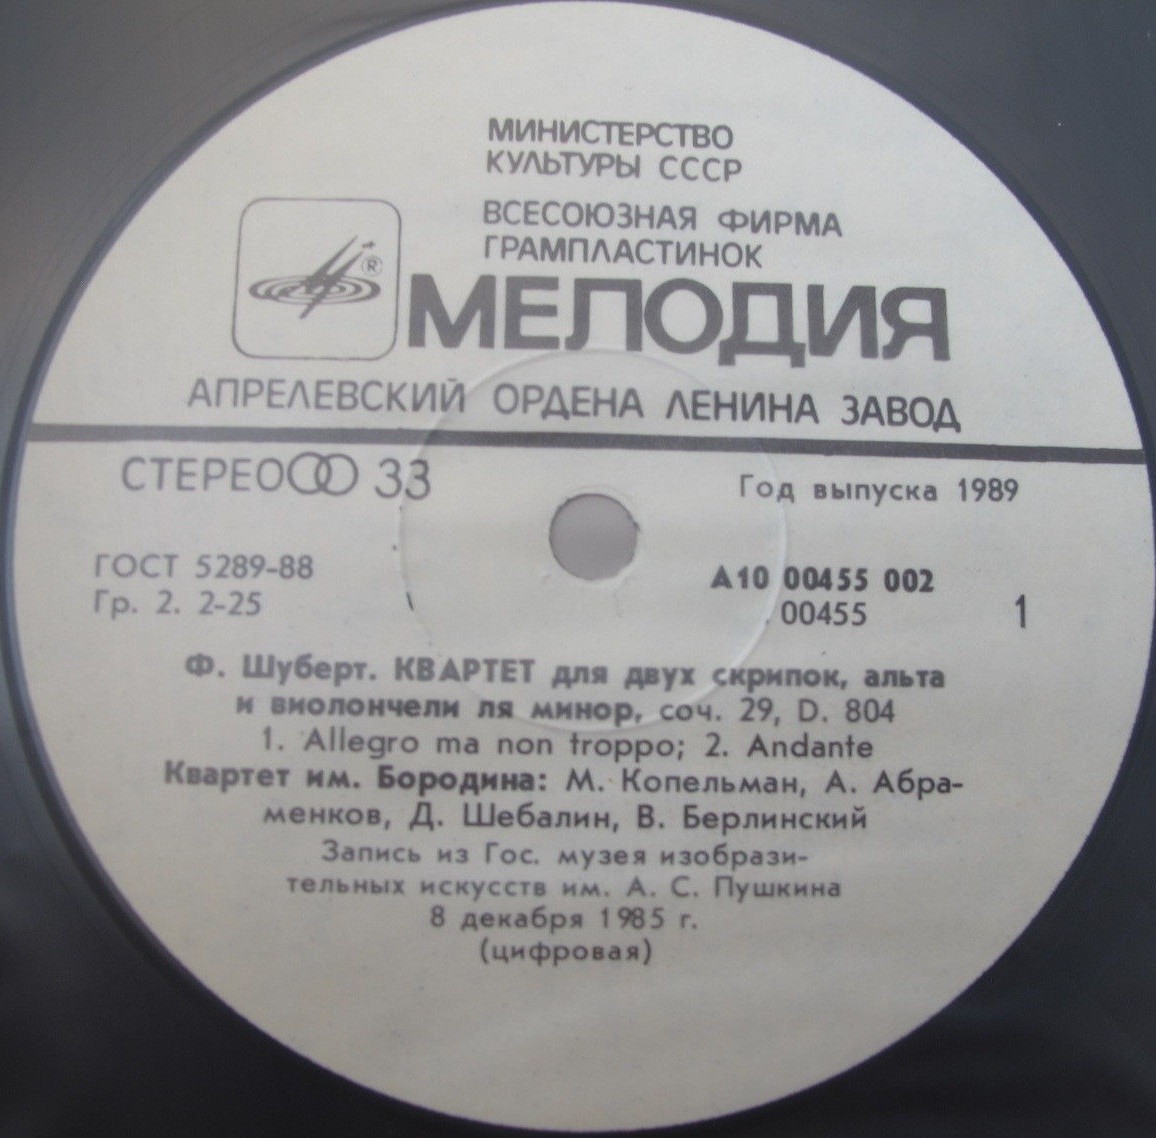 МИНИСТЕРСТВО
КУЛЬТУРЫ СССР
ВСЕСОЮЗНАЯ ФИРМА
ГРАМПЛАСТИНОК
®
МЕЛОДИЯ
АПРЕЛЕВСКИЙ ОРДЕНА ЛЕНИНА ЗАВОД
СТЕРЕО 33
Год выпуска 1989
ГОСТ 5289-88
Гр. 2. 2-25
А10 00455 002
00455
1
Ф. Шуберт. КВАРТЕТ для двух скрипок, альта
и виолончели ля минор, соч. 29, D. 804
1. Allegro ma non troppo; 2. Andante
Квартет им. Бородина: М. Копельман, А. Абра-
менков, Д. Шебалин, В. Берлинский
Запись из Гос. музея изобрази-
тельных искусств им. А. С. Пушкина
8 декабря 1985 г.
(цифровая)